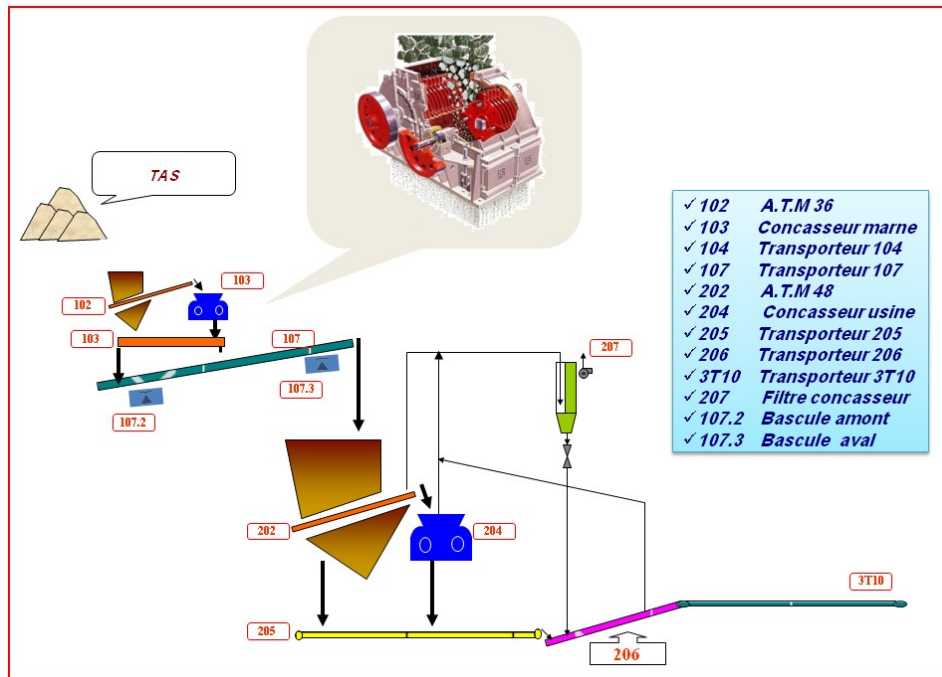 TAS
✓ 102 A.T.M 36
✓ 103 Concasseur marne
✓ 104 Transporteur 104
✓ 107 Transporteur 107
✓ 202 A.T.M 48
✓ 204 Concasseur usine
✓ 205 Transporteur 205
✓ 206 Transporteur 206
✓ 3T10 Transporteur 3T10
✓ 207 Filtre concasseur
✓ 107.2 Bascule amont
✓ 107.3 Bascule aval
103
102
103
107
207
107.3
107.2
202
204
3T10
205
206